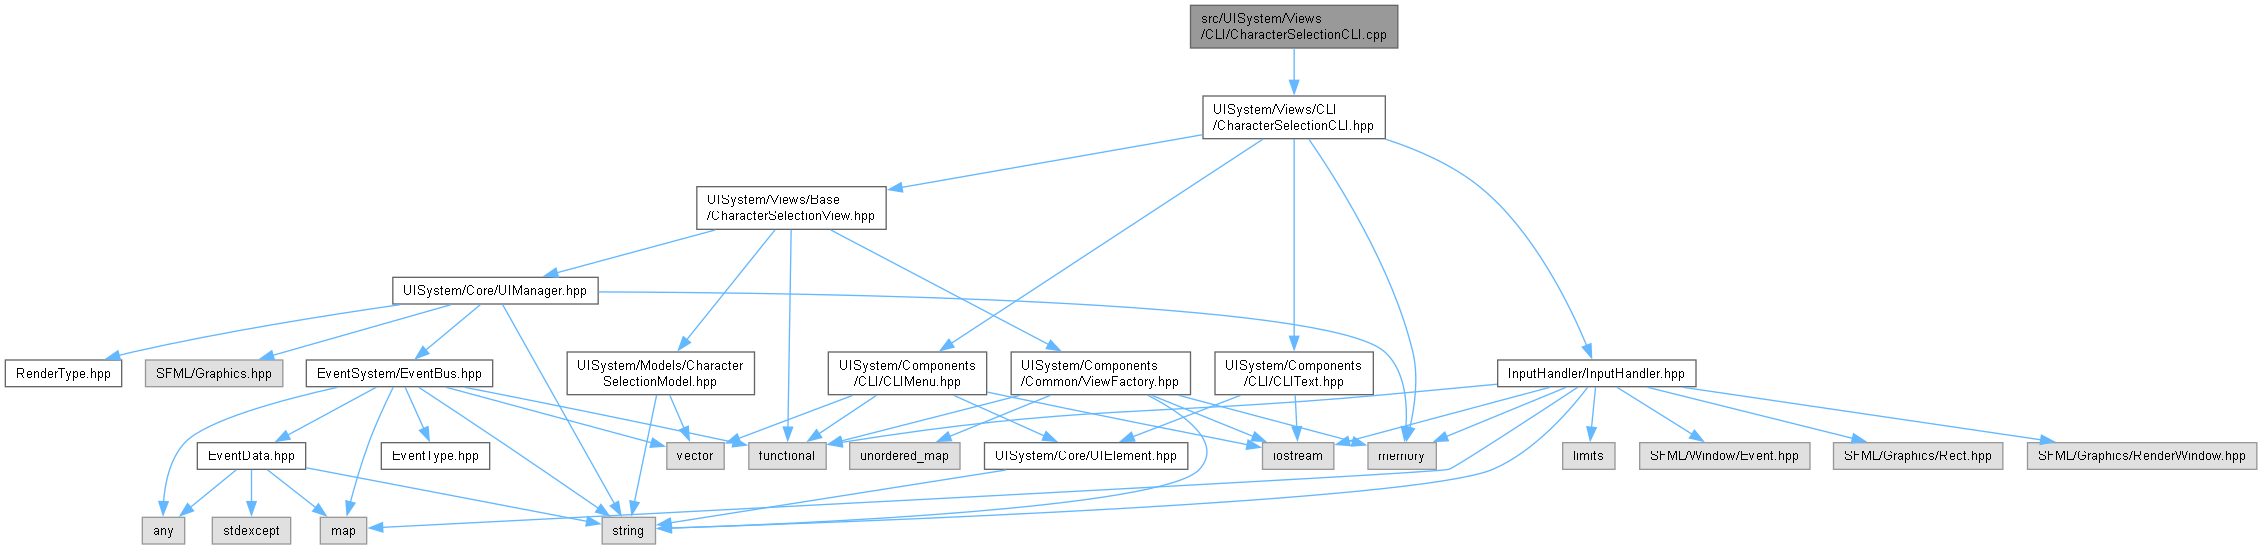 src/UISystem/Views
/CLI/CharacterSelectionCLI.cpp
UISystem/Views/CLI
/CharacterSelectionCLI.hpp
UISystem/Views/Base
/CharacterSelectionView.hpp
UISystem/Core/UIManager.hpp
RenderType.hpp
SFML/Graphics.hpp
EventSystem/EventBus.hpp
UISystem/Models/Character
SelectionModel.hpp
UISystem/Components
/CLI/CLIMenu.hpp
UISystem/Components
/Common/ViewFactory.hpp
UISystem/Components
/CLI/CLIText.hpp
InputHandler/InputHandler.hpp
EventData.hpp
EventType.hpp
vector
functional
unordered_map
UISystem/Core/UIElement.hpp
iostream
memory
limits
SFML/Window/Event.hpp
SFML/Graphics/Rect.hpp
SFML/Graphics/RenderWindow.hpp
any
stdexcept
map
string